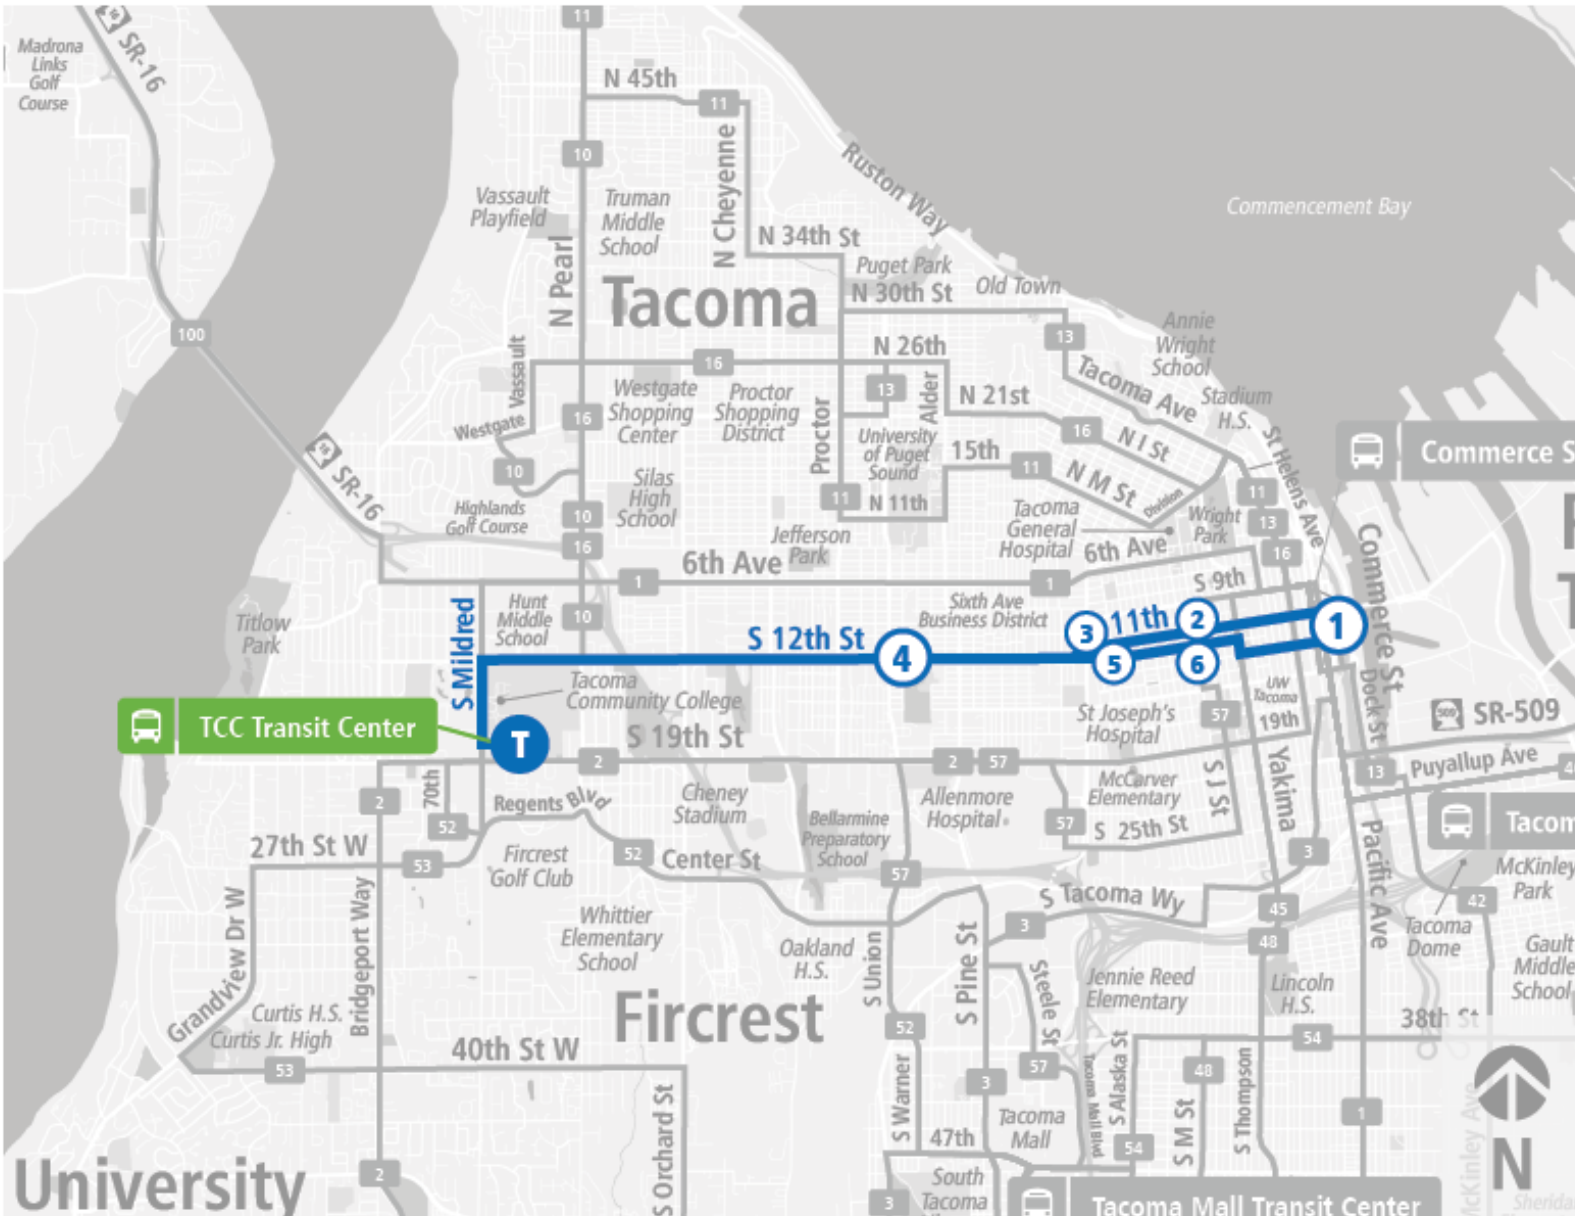 11
Madrona
Links
Golf
Course
16
SR-16
N 45th
11
N Cheyenne
10
Ruston Way
Vassault
Playfield
Truman
Middle
School
Commencement Bay
N Pearl
N 34th St
Puget Park
Old Town
N 30th St
Tacoma
100
13
Annie
Wright
School
Vassault
16
N 26th
Tacoma Ave
Westgate
Shopping
Center
Proctor
Shopping
District
13
Alder
N 21st
Stadium
H.S.
Westgate
16
Proctor
University
of Puget
Sound
16
N I St
St Helens Ave
Commerce S
16
SR-16
10
Silas
High
School
15th
11
N M St
Division
11
N 11th
11
Highlands
Golf Course
10
Tacoma
General
Hospital
Wright
Park
13
16
Jefferson
Park
6th Ave
16
Commerce St
6th Ave
1
1
S 9th
Titlow
Park
S Mildred
Hunt
Middle
School
10
Sixth Ave
Business District
3
11th
2
1
S 12th St
4
5
6
Tacoma
Community College
UW
Tacoma
Dock St
TCC Transit Center
T
S 19th St
St Joseph's
Hospital
57
19th
509
SR-509
2
2
57
S J St
Yakima
13
Puyallup Ave
2
70th
Regents Blvd
Cheney
Stadium
Allenmore
Hospital
McCarver
Elementary
52
Bellarmine
Preparatory
School
57
S 25th St
Tacom
27th St W
53
Fircrest
Golf Club
52
Center St
57
3
Pacific Ave
McKinley
Park
Grandview Dr W
Bridgeport Way
Whittier
Elementary
School
S Tacoma Wy
45
42
3
Tacoma
Dome
Oakland
H.S.
S Union
S Pine St
48
Gault
Middle
School
Steele St
Jennie Reed
Elementary
Lincoln
H.S.
Curtis H.S.
Curtis Jr. High
Fircrest
52
38th St
54
40th St W
53
S Warner
57
Tacoma Mall Blvd
S Alaska St
48
S Thompson
3
S Orchard St
Tacoma
Mall
S M St
1
McKinley Ave
47th
54
N
University
2
South
Tacoma
3
Tacoma Mall Transit Center